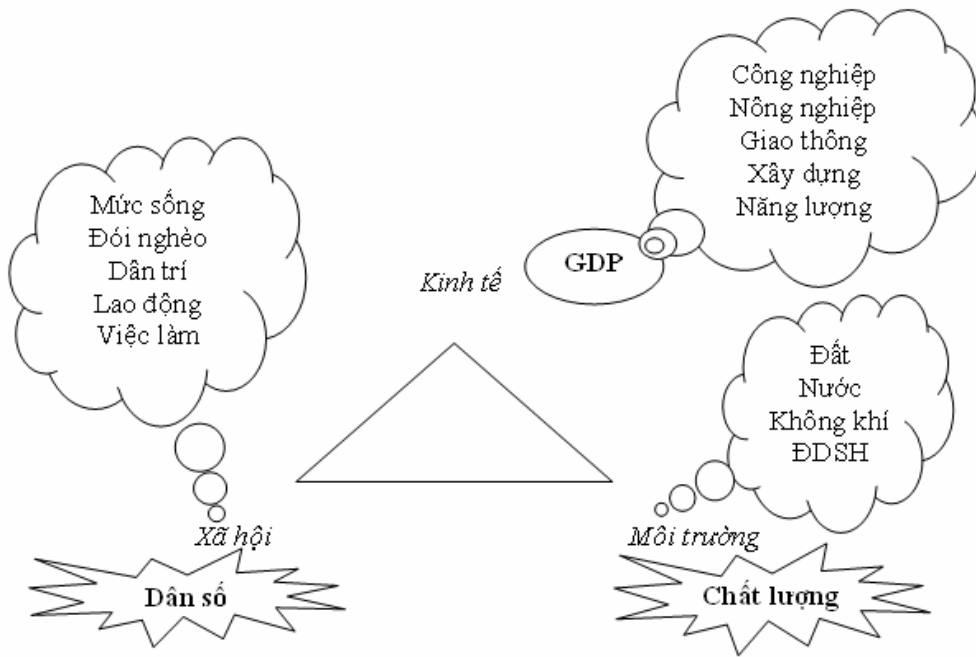 Công nghiệp
Nông nghiệp
Giao thông
Xây dựng
Năng lượng
GDP
Kinh tế
Mức sống
Đói nghèo
Dân trí
Lao động
Việc làm
Đất
Nước
Không khí
ĐDSH
Xã hội
Dân số
Môi trường
Chất lượng